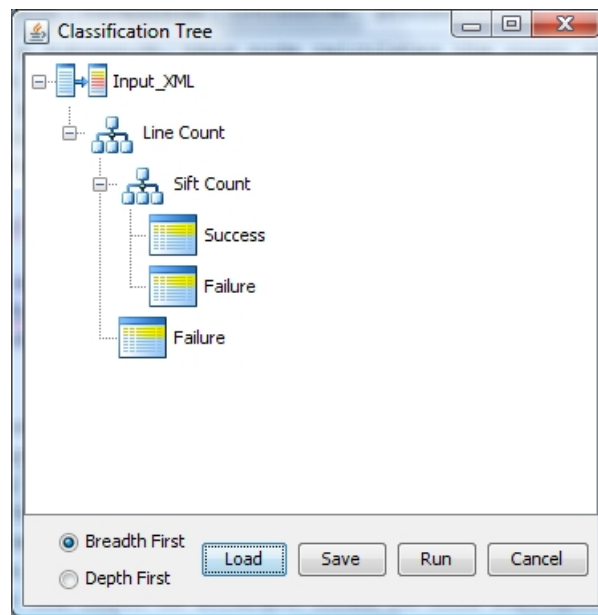 Classification Tree
Input_XML
Line Count
Sift Count
Success
Failure
Failure
Breadth First
Depth First
Load
Save
Run
Cancel